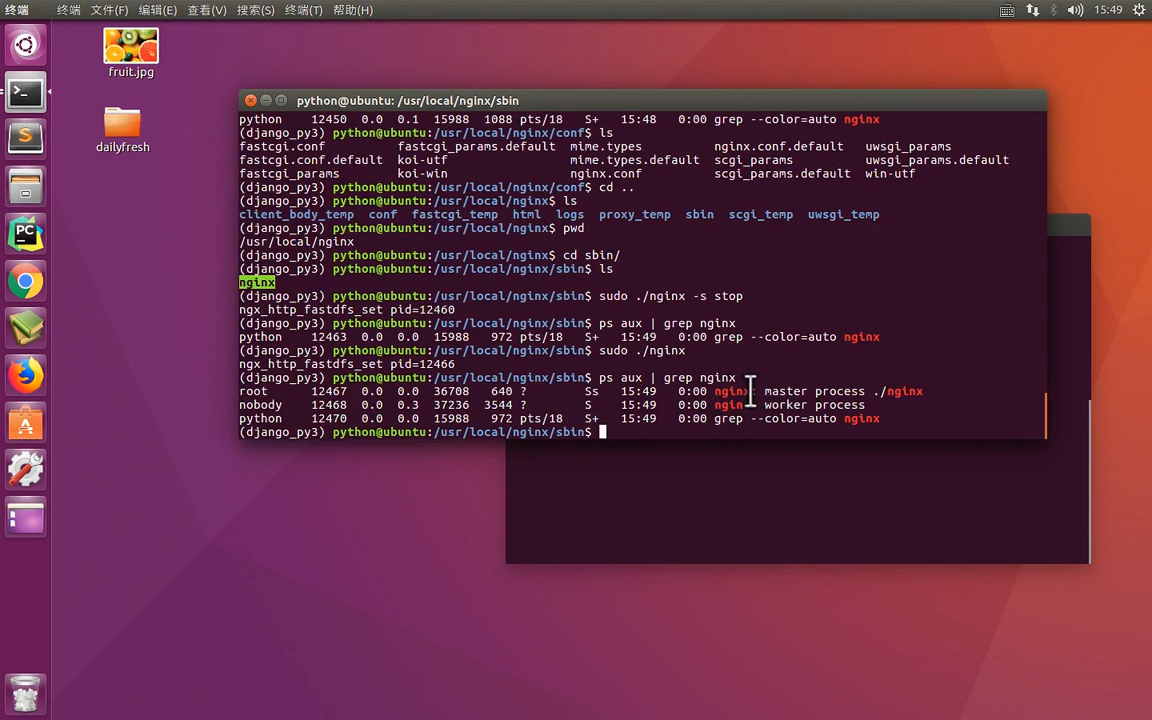 终端 终端 文件(F) 编辑(E) 查看(V) 搜索(S) 终端(T) 帮助(H) 15:49
fruit.jpg
dailyfresh
python@ubuntu: /usr/local/nginx/sbin
python 12450 0.0 0.1 15988 1088 pts/18 S+ 15:48 0:00 grep --color=auto nginx
(django_py3) python@ubuntu:/usr/local/nginx/conf$ ls
fastcgi.conf fastcgi_params.default mime.types nginx.conf.default uwsgi_params
fastcgi.conf.default koi-utf mime.types.default scgi_params uwsgi_params.default
fastcgi_params koi-win nginx.conf scgi_params.default win-utf
(django_py3) python@ubuntu:/usr/local/nginx/conf$ cd ..
(django_py3) python@ubuntu:/usr/local/nginx$ ls
client_body_temp conf fastcgi_temp html logs proxy_temp sbin scgi_temp uwsgi_temp
(django_py3) python@ubuntu:/usr/local/nginx$ pwd
/usr/local/nginx
(django_py3) python@ubuntu:/usr/local/nginx$ cd sbin/
(django_py3) python@ubuntu:/usr/local/nginx/sbin$ ls
nginx
(django_py3) python@ubuntu:/usr/local/nginx/sbin$ sudo ./nginx -s stop
ngx_http_fastdfs_set pid=12460
(django_py3) python@ubuntu:/usr/local/nginx/sbin$ ps aux | grep nginx
python 12463 0.0 0.0 15988 972 pts/18 S+ 15:49 0:00 grep --color=auto nginx
(django_py3) python@ubuntu:/usr/local/nginx/sbin$ sudo ./nginx
ngx_http_fastdfs_set pid=12466
(django_py3) python@ubuntu:/usr/local/nginx/sbin$ ps aux | grep nginx
root 12467 0.0 0.0 36708 640 ? Ss 15:49 0:00 nginx: master process ./nginx
nobody 12468 0.0 0.3 37236 3544 ? S 15:49 0:00 nginx: worker process
python 12470 0.0 0.0 15988 972 pts/18 S+ 15:49 0:00 grep --color=auto nginx
(django_py3) python@ubuntu:/usr/local/nginx/sbin$